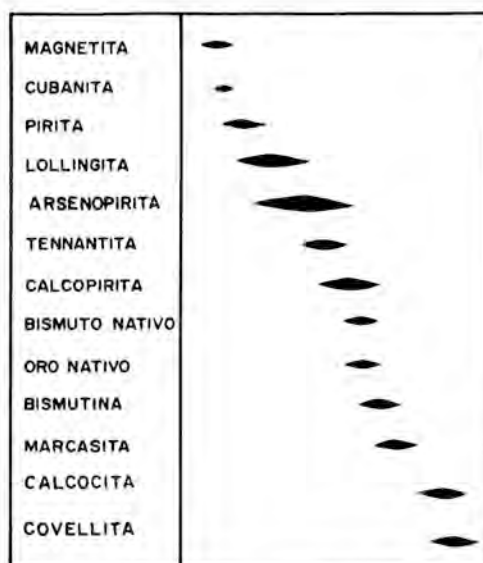 MAGNETITA
CUBANITA
PIRITA
LOLLINGITA
ARSENOPIRITA
TENNANTITA
CALCOPIRITA
BISMUTO NATIVO
ORO NATIVO
BISMUTINA
MARCASITA
CALCOCITA
COVELLITA